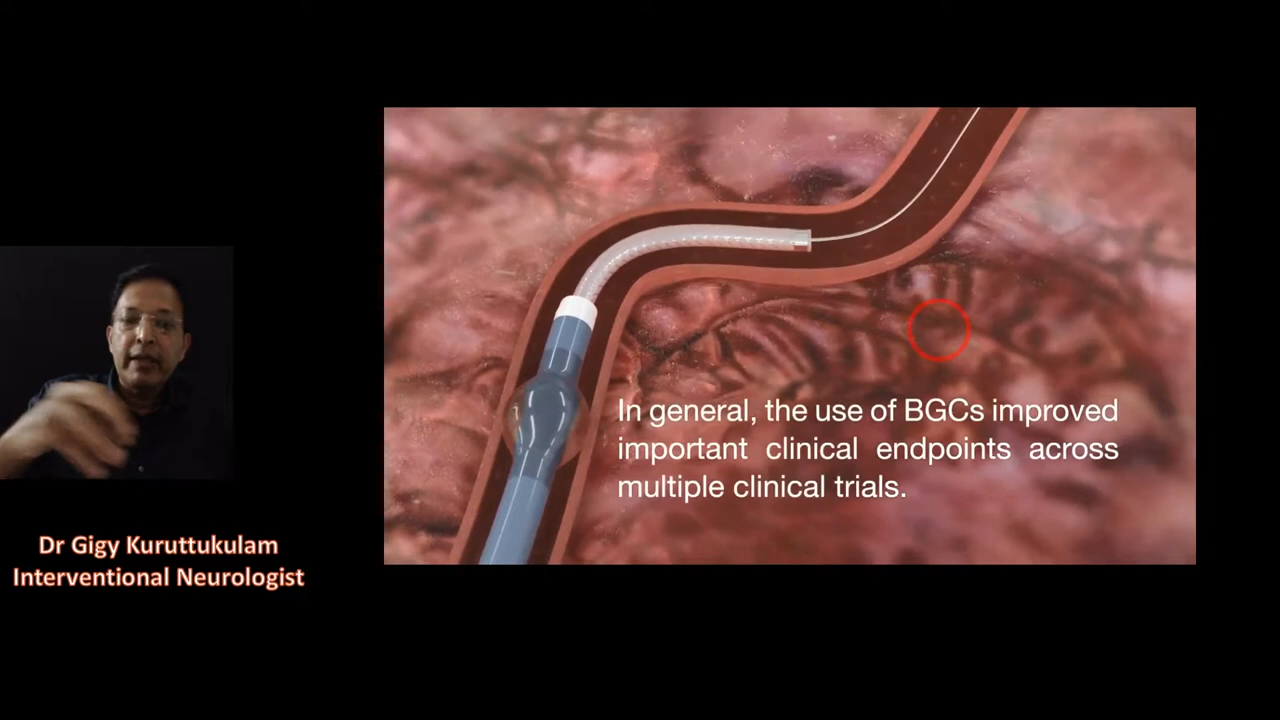 In general, the use of BGCs improved
important clinical endpoints across
multiple clinical trials.
Dr Gigy Kuruttukulam
Interventional Neurologist